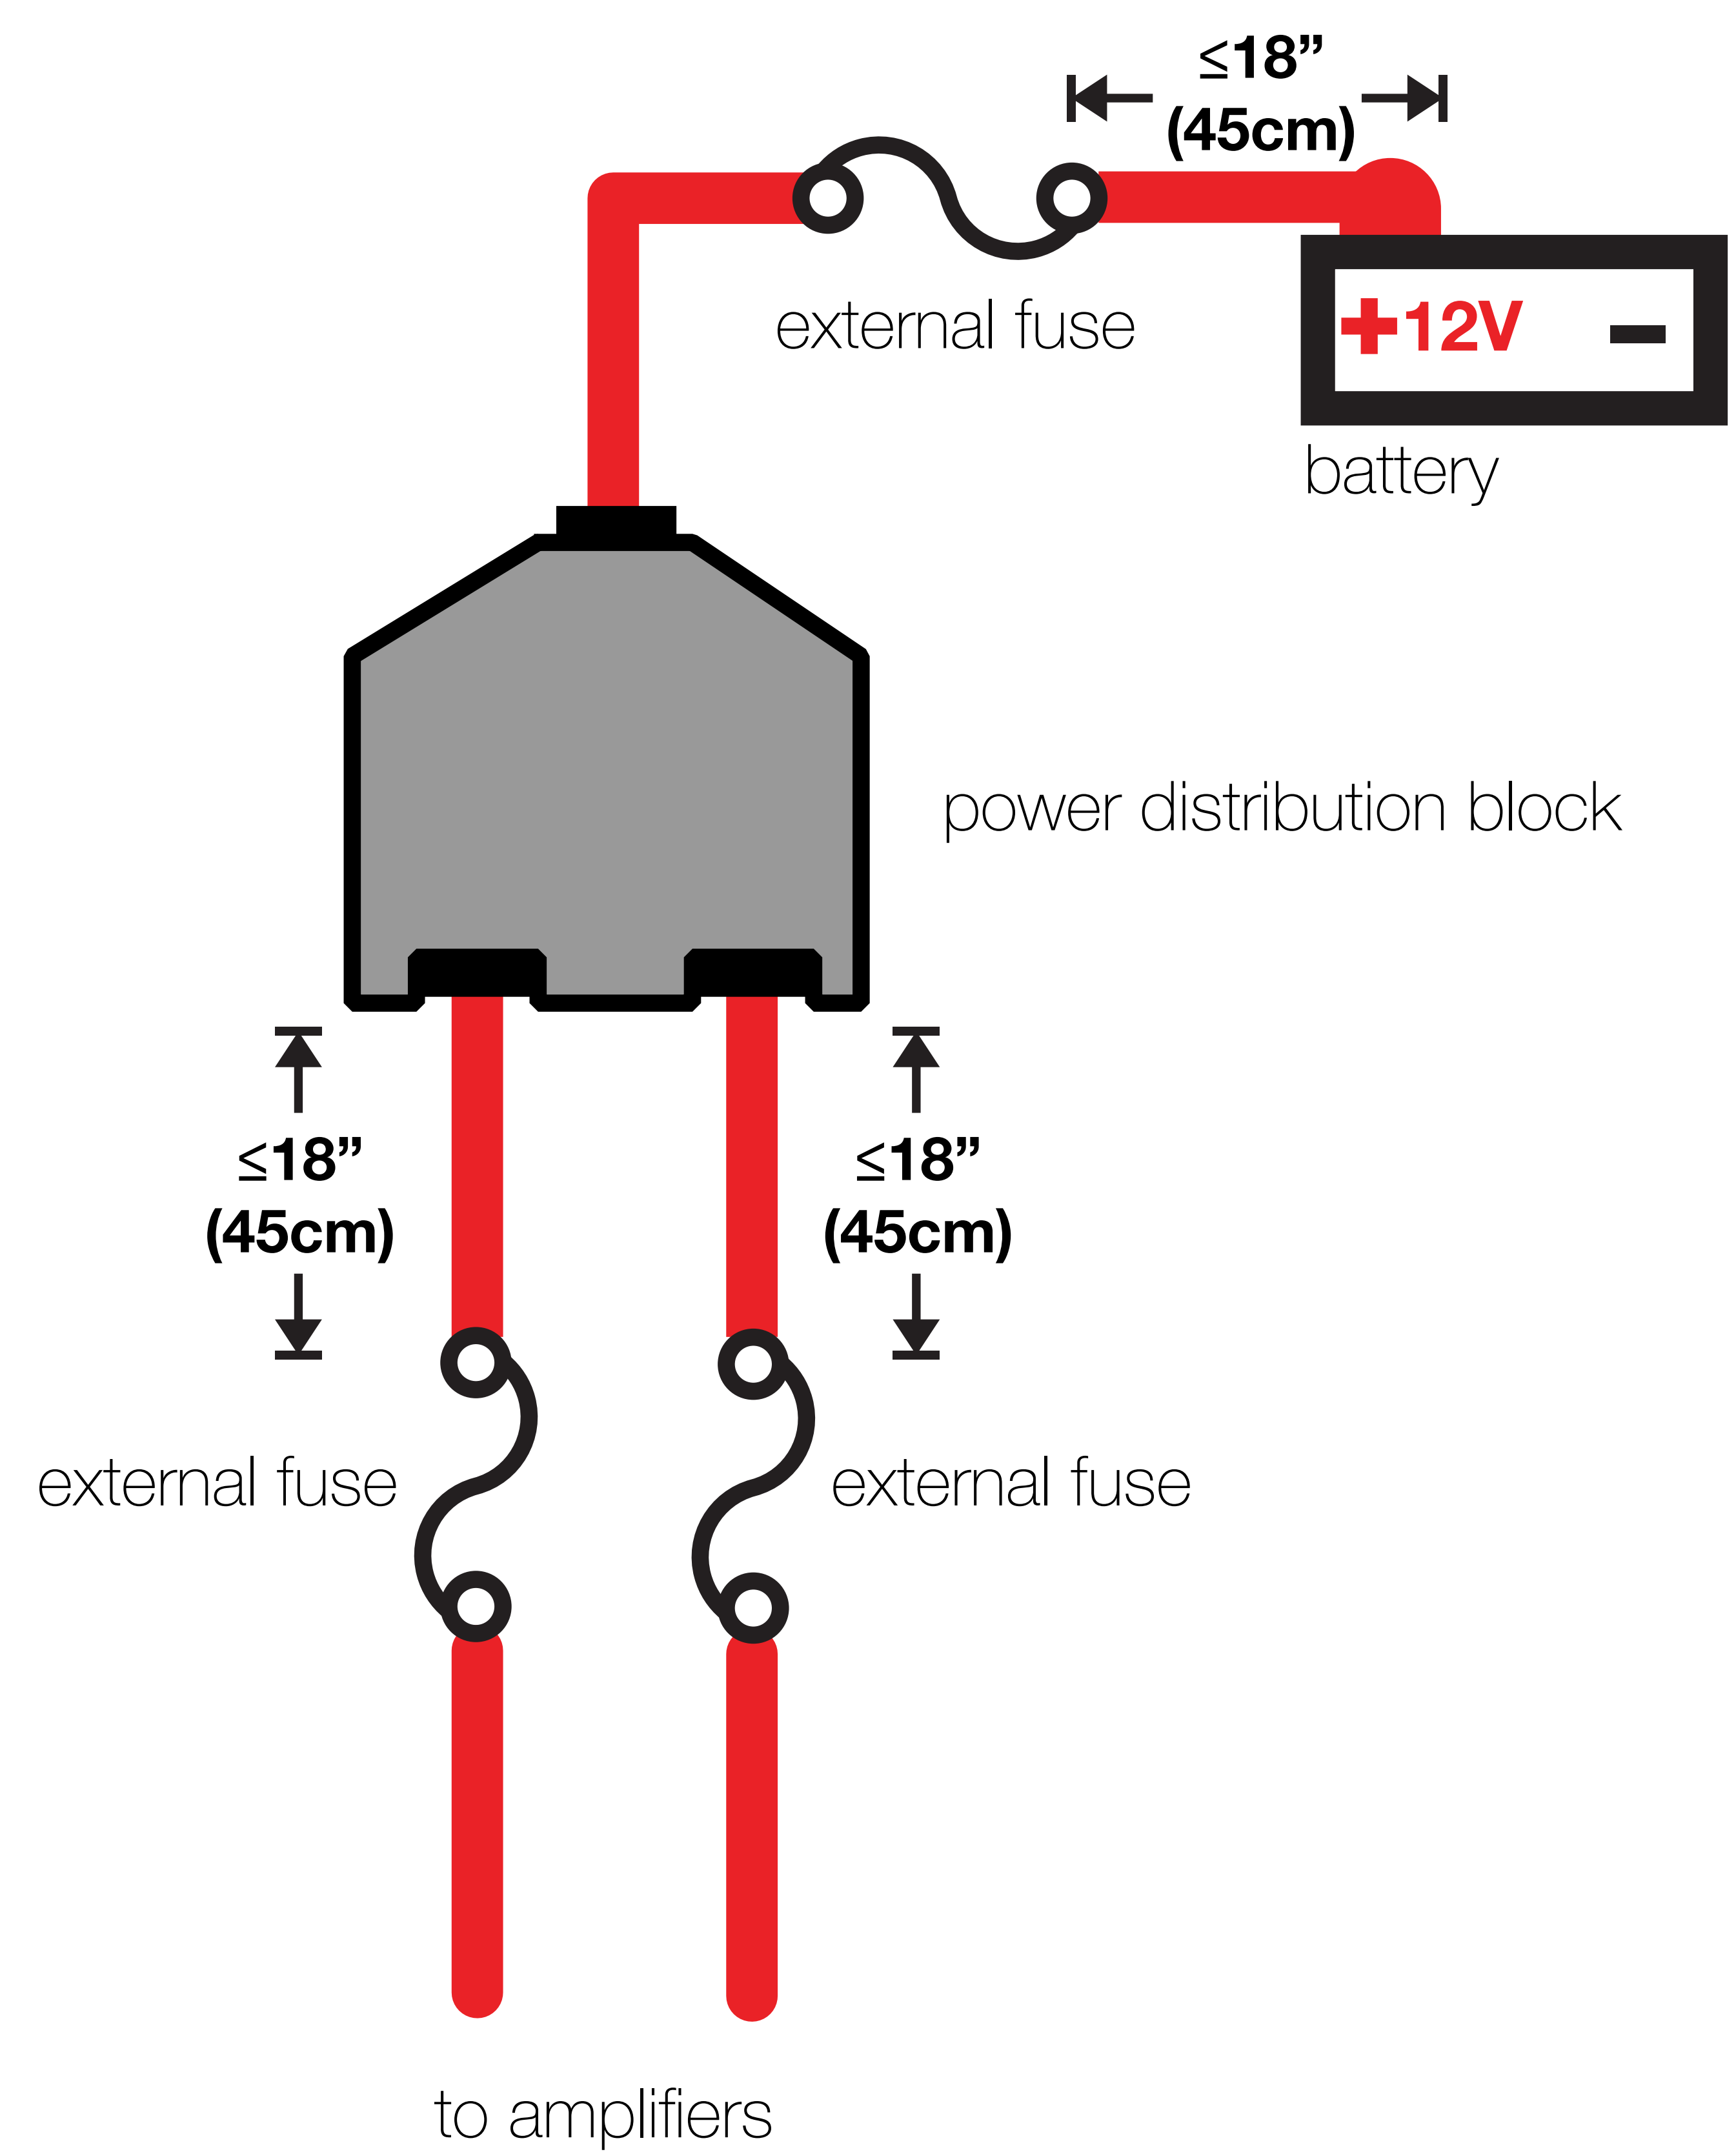 ≤18”
(45cm)
external fuse
+12V -
battery
power distribution block
≤18” ≤18”
(45cm) (45cm)
external fuse external fuse
to amplifiers